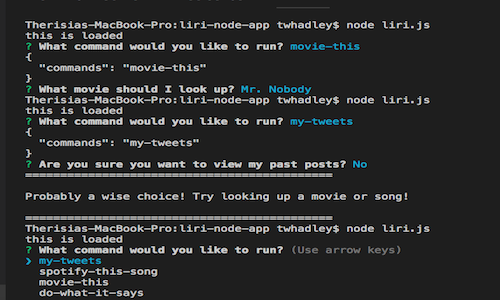 Therisias-MacBook-Pro:liri-node-app twhadley$ node liri.js
this is loaded
? What command would you like to run? movie-this
{
  "commands": "movie-this"
}
? What movie should I look up? Mr. Nobody
Therisias-MacBook-Pro:liri-node-app twhadley$ node liri.js
? What command would you like to run? my-tweets
{
  "commands": "my-tweets"
}
? Are you sure you want to view my past posts? No
=============================================
Probably a wise choice! Try looking up a movie or song!
=============================================
Therisias-MacBook-Pro:liri-node-app twhadley$ node liri.js
this is loaded
? What command would you like to run? (Use arrow keys)
❯ my-tweets
  spotify-this-song
  movie-this
  do-what-it-says